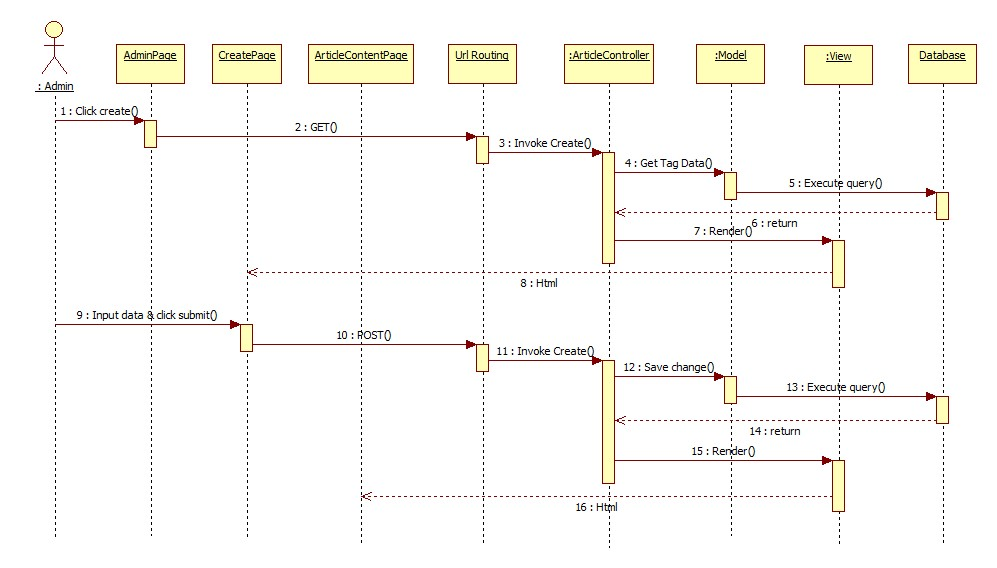 AdminPage
CreatePage
ArticleContentPage
Url Routing
:ArticleController
:Model
:View
Database
: Admin
1 : Click create()
2 : GET()
3 : Invoke Create()
4 : Get Tag Data()
5 : Execute query()
6 : return
7 : Render()
8 : Html
9 : Input data & click submit()
10 : POST()
11 : Invoke Create()
12 : Save change()
13 : Execute query()
14 : return
15 : Render()
16 : Html